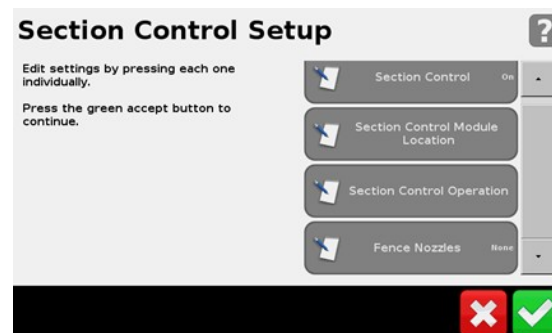 Section Control Setup
?
Edit settings by pressing each one
individually.
Press the green accept button to
continue.
Section Control On
Section Control Module
Location
Section Control Operation
Fence Nozzles None